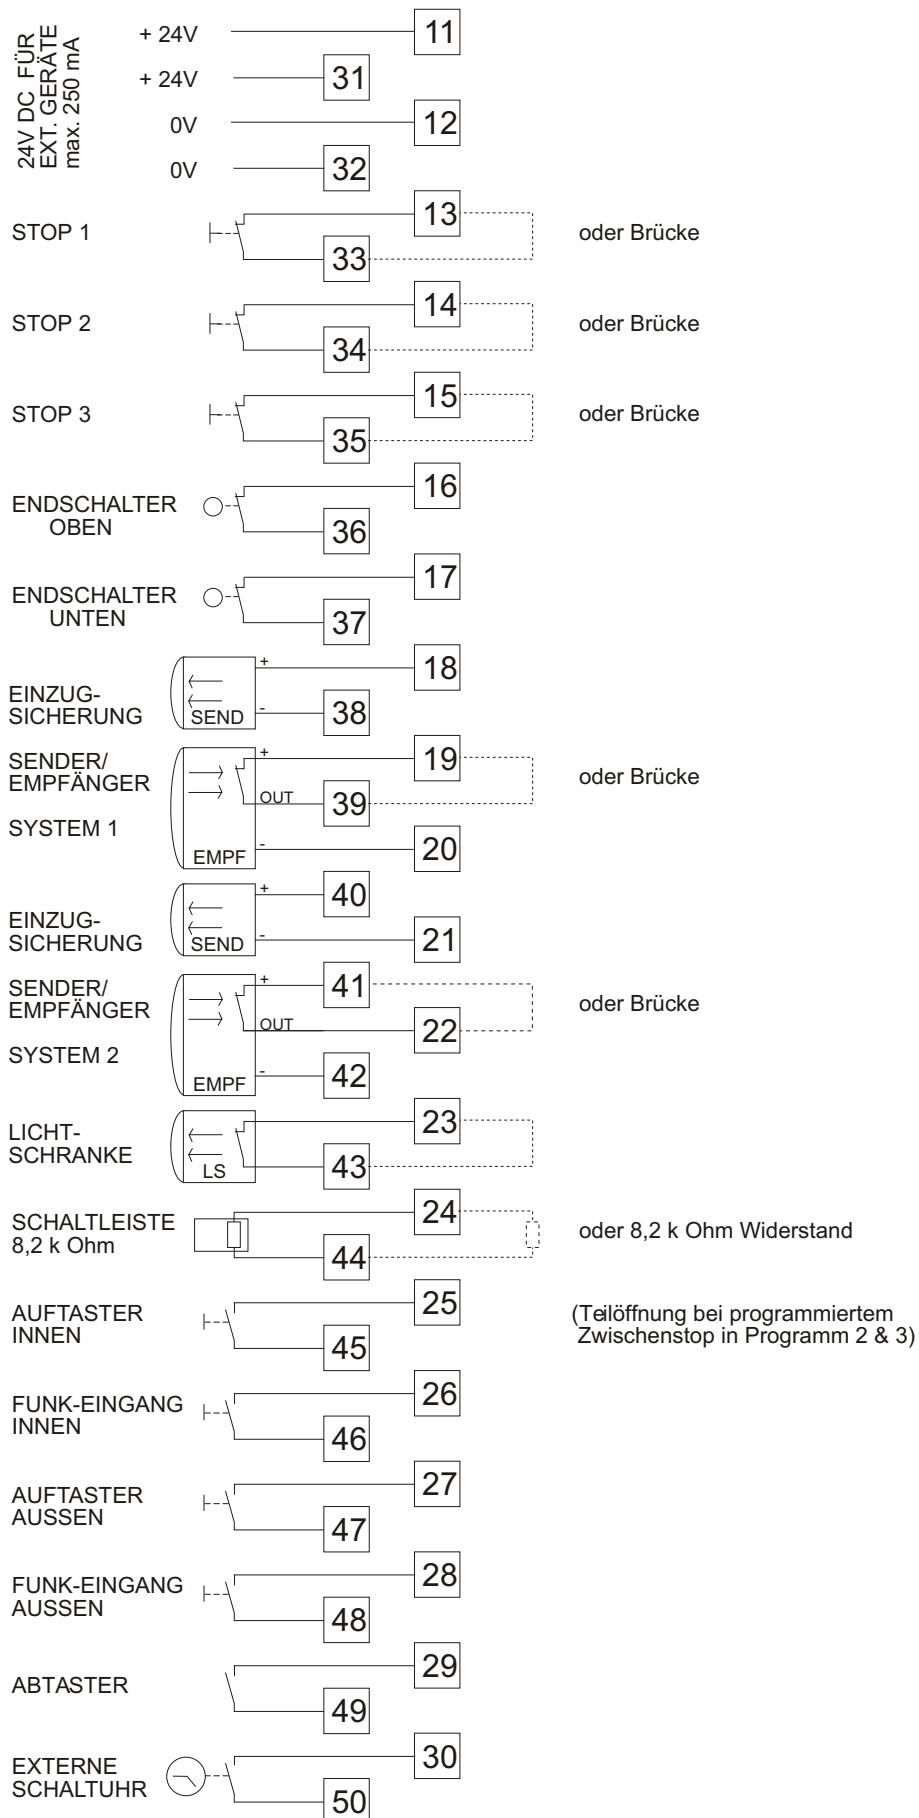 24V DC FÜR
EXT. GERÄTE
max. 250 mA
+ 24V
11
+ 24V
31
0V
12
0V
32
STOP 1
13
33
oder Brücke
STOP 2
14
34
oder Brücke
STOP 3
15
35
oder Brücke
ENDSCHALTER
OBEN
16
36
ENDSCHALTER
UNTEN
17
37
EINZUG-
SICHERUNG
SEND
+
-
18
38
SENDER/
EMPFÄNGER
SYSTEM 1
EMPF
+
OUT
-
19
39
20
oder Brücke
EINZUG-
SICHERUNG
SEND
+
-
40
21
SENDER/
EMPFÄNGER
SYSTEM 2
EMPF
+
OUT
-
41
22
42
oder Brücke
LICHT-
SCHRANKE
LS
23
43
SCHALTLEISTE
8,2 k Ohm
24
44
oder 8,2 k Ohm Widerstand
AUFTASTER
INNEN
25
45
(Teilöffnung bei programmiertem
Zwischenstop in Programm 2 & 3)
FUNK-EINGANG
INNEN
26
46
AUFTASTER
AUSSEN
27
47
FUNK-EINGANG
AUSSEN
28
48
ABTASTER
29
49
EXTERNE
SCHALTUHR
30
50